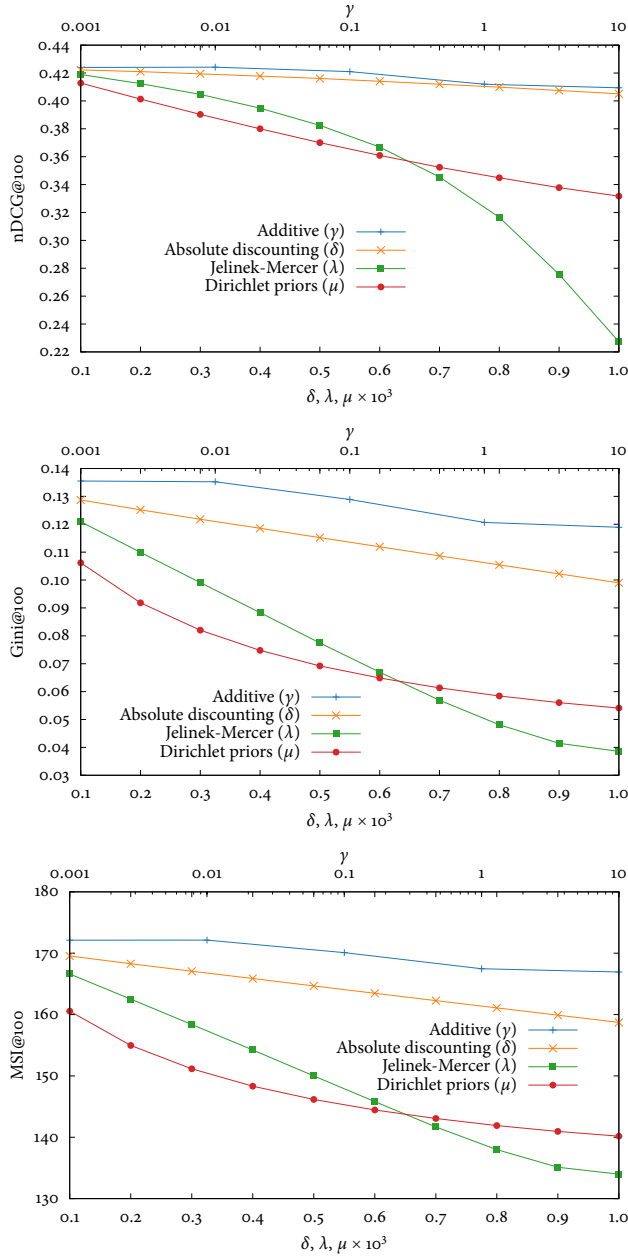 γ
0.001 0.01 0.1 1 10
0.44
0.42
0.40
0.36
0.32
0.28
0.24
0.22
nDCG@100
Additive (γ)
Absolute discounting (δ)
Jelinek-Mercer (λ)
Dirichlet priors (μ)
0.1 0.2 0.3 0.4 0.5 0.6 0.7 0.8 0.9 1.0
δ, λ, μ × 10³
γ
0.001 0.01 0.1 1 10
0.14
0.13
0.12
0.11
0.10
0.09
0.08
0.07
0.06
0.05
0.04
0.03
Gini@100
Additive (γ)
Absolute discounting (δ)
Jelinek-Mercer (λ)
Dirichlet priors (μ)
0.1 0.2 0.3 0.4 0.5 0.6 0.7 0.8 0.9 1.0
δ, λ, μ × 10³
γ
0.001 0.01 0.1 1 10
180
170
160
150
140
130
MSI@100
Additive (γ)
Absolute discounting (δ)
Jelinek-Mercer (λ)
Dirichlet priors (μ)
0.1 0.2 0.3 0.4 0.5 0.6 0.7 0.8 0.9 1.0
δ, λ, μ × 10³